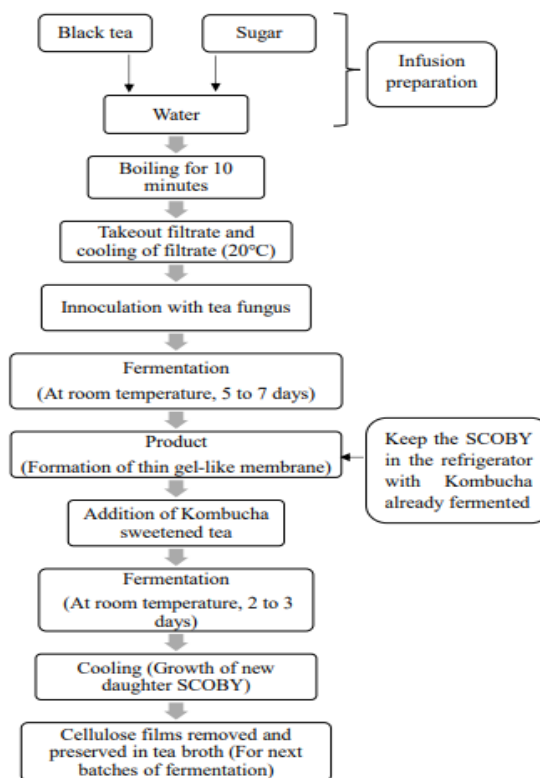 Black tea
Sugar
Infusion
preparation
Water
Boiling for 10
minutes
Takeout filtrate and
cooling of filtrate (20°C)
Innoculation with tea fungus
Fermentation
(At room temperature, 5 to 7 days)
Product
(Formation of thin gel-like membrane)
Keep the SCOBY
in the refrigerator
with Kombucha
already fermented
Addition of Kombucha
sweetened tea
Fermentation
(At room temperature, 2 to 3
days)
Cooling (Growth of new
daughter SCOBY)
Cellulose films removed and
preserved in tea broth (For next
batches of fermentation)